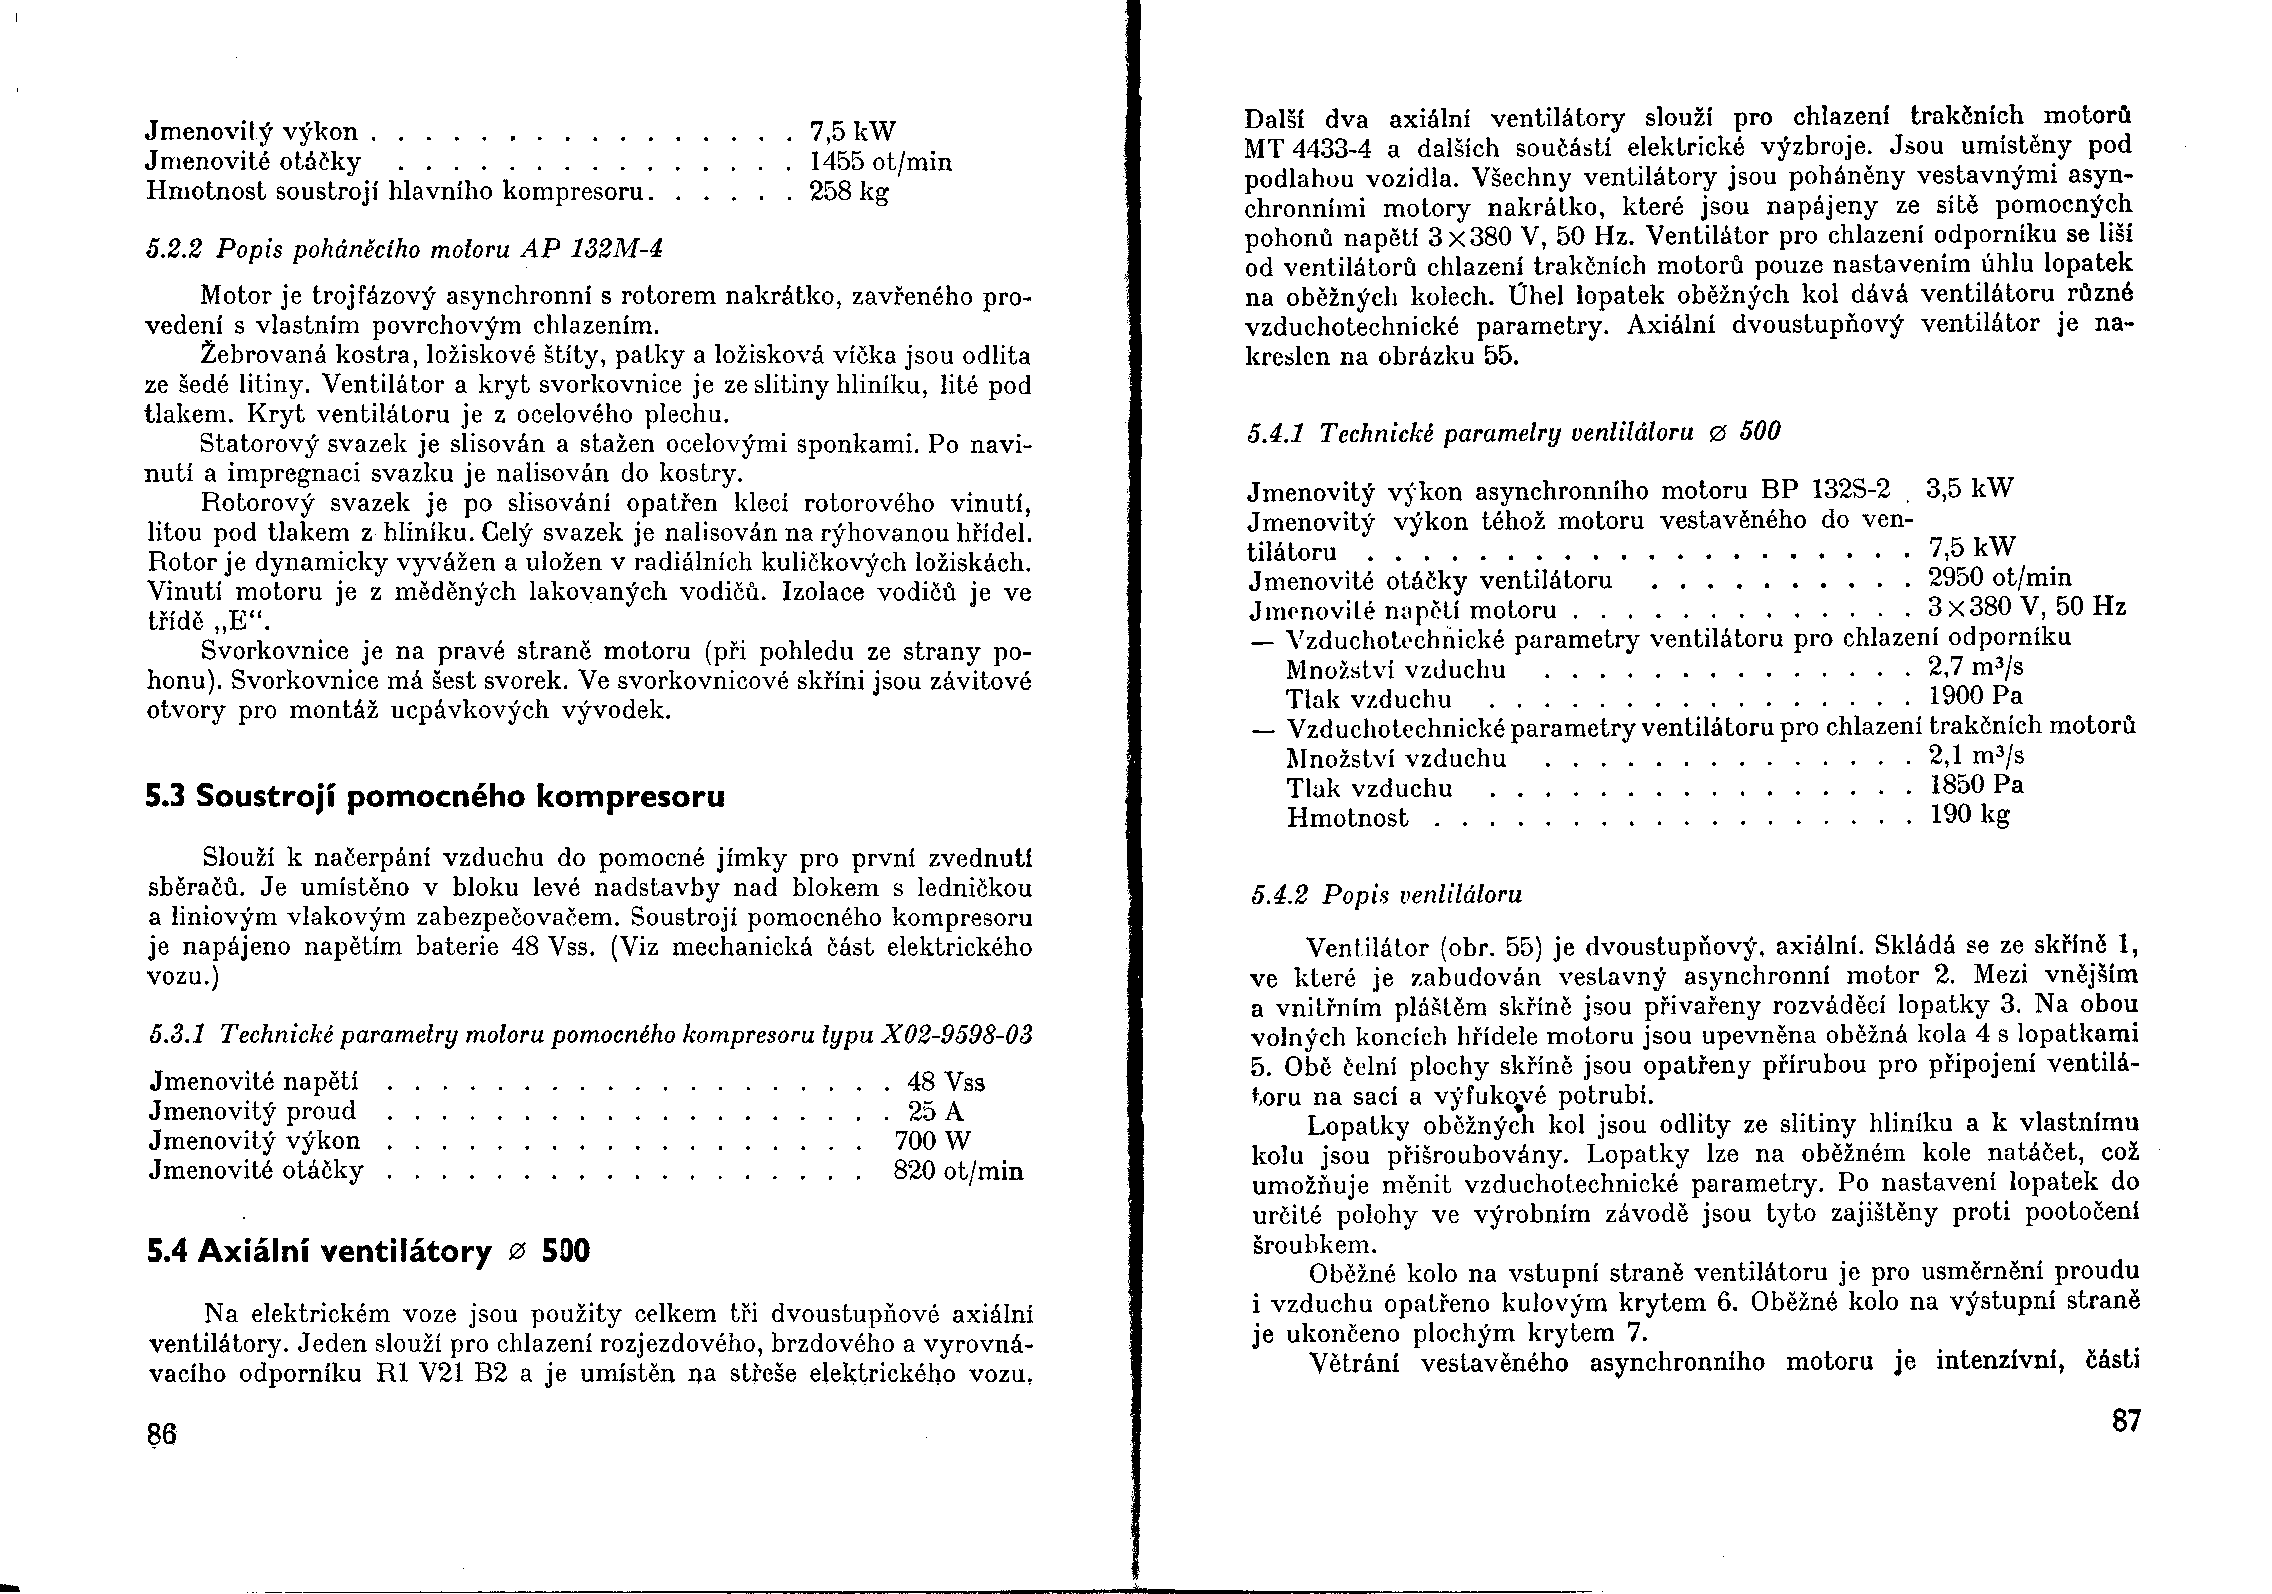 Jmenovitý výkon . . . . . . . . . . . . . . . . 7,5 kW
Jmenovité otáčky . . . . . . . . . . . . . . . 1455 ot/min
Hmotnost soustrojí hlavního kompresoru. . . . . . 258 kg
5.2.2 Popis poháněcího motoru AP 132M-4
Motor je trojfázový asynchronní s rotorem nakrátko, zavřeného pro-
vedení s vlastním povrchovým chlazením.
Žebrovaná kostra, ložiskové štíty, patky a ložisková víčka jsou odlita
ze šedé litiny. Ventilátor a kryt svorkovnice je ze slitiny hliníku, lité pod
tlakem. Kryt ventilátoru je z ocelového plechu.
Statorový svazek je slisován a stažen ocelovými sponkami. Po navi-
nutí a impregnaci svazku je nalisován do kostry.
Rotorový svazek je po slisování opatřen klecí rotorového vinutí,
litou pod tlakem z hliníku. Celý svazek je nalisován na rýhovanou hřídel.
Rotor je dynamicky vyvážen a uložen v radiálních kuličkových ložiskách.
Vinutí motoru je z měděných lakovaných vodičů. Izolace vodičů je ve
třídě „E“.
Svorkovnice je na pravé straně motoru (při pohledu ze strany po-
honu). Svorkovnice má šest svorek. Ve svorkovnicové skříni jsou závitové
otvory pro montáž ucpávkových vývodek.
5.3 Soustrojí pomocného kompresoru
Slouží k načerpání vzduchu do pomocné jímky pro první zvednutí
sběračů. Je umístěno v bloku levé nadstavby nad blokem s ledničkou
a liniovým vlakovým zabezpečovačem. Soustrojí pomocného kompresoru
je napájeno napětím baterie 48 Vss. (Viz mechanická část elektrického
vozu.)
5.3.1 Technické parametry motoru pomocného kompresoru typu X02-9598-03
Jmenovité napětí . . . . . . . . . . . . . . . . . . . 48 Vss
Jmenovitý proud . . . . . . . . . . . . . . . . . . . 25 A
Jmenovitý výkon . . . . . . . . . . . . . . . . . . 700 W
Jmenovité otáčky . . . . . . . . . . . . . . . . . . 820 ot/min
5.4 Axiální ventilátory ø 500
Na elektrickém voze jsou použity celkem tři dvoustupňové axiální
ventilátory. Jeden slouží pro chlazení rozjezdového, brzdového a vyrovná-
vacího odporníku R1 V21 B2 a je umístěn na střeše elektrického vozu.
86
Další dva axiální ventilátory slouží pro chlazení trakčních motorů
MT 4433-4 a dalších součástí elektrické výzbroje. Jsou umístěny pod
podlahou vozidla. Všechny ventilátory jsou poháněny vestavnými asyn-
chronními motory nakrátko, které jsou napájeny ze sítě pomocných
pohonů napětí 3×380 V, 50 Hz. Ventilátor pro chlazení odporníku se liší
od ventilátorů chlazení trakčních motorů pouze nastavením úhlu lopatek
na oběžných kolech. Úhel lopatek oběžných kol dává ventilátoru různé
vzduchotechnické parametry. Axiální dvoustupňový ventilátor je na-
kreslen na obrázku 55.
5.4.1 Technické parametry ventilátoru ø 500
Jmenovitý výkon asynchronního motoru BP 132S-2 . 3,5 kW
Jmenovitý výkon téhož motoru vestavěného do ven-
tilátoru . . . . . . . . . . . . . . . . . . . . 7,5 kW
Jmenovité otáčky ventilátoru . . . . . . . . . . 2950 ot/min
Jmenovité napětí motoru . . . . . . . . . . . . . 3×380 V, 50 Hz
— Vzduchotechnické parametry ventilátoru pro chlazení odporníku
Množství vzduchu . . . . . . . . . . . . . . 2,7 m³/s
Tlak vzduchu . . . . . . . . . . . . . . . . 1900 Pa
— Vzduchotechnické parametry ventilátoru pro chlazení trakčních motorů
Množství vzduchu . . . . . . . . . . . . . . 2,1 m³/s
Tlak vzduchu . . . . . . . . . . . . . . . . 1850 Pa
Hmotnost . . . . . . . . . . . . . . . . . . 190 kg
5.4.2 Popis ventilátoru
Ventilátor (obr. 55) je dvoustupňový, axiální. Skládá se ze skříně 1,
ve které je zabudován vestavný asynchronní motor 2. Mezi vnějším
a vnitřním pláštěm skříně jsou přivařeny rozváděcí lopatky 3. Na obou
volných koncích hřídele motoru jsou upevněna oběžná kola 4 s lopatkami
5. Obě čelní plochy skříně jsou opatřeny přírubou pro připojení ventilá-
toru na sací a výfukové potrubí.
Lopatky oběžných kol jsou odlity ze slitiny hliníku a k vlastnímu
kolu jsou přišroubovány. Lopatky lze na oběžném kole natáčet, což
umožňuje měnit vzduchotechnické parametry. Po nastavení lopatek do
určité polohy ve výrobním závodě jsou tyto zajištěny proti pootočení
šroubkem.
Oběžné kolo na vstupní straně ventilátoru je pro usměrnění proudu
i vzduchu opatřeno kulovým krytem 6. Oběžné kolo na výstupní straně
je ukončeno plochým krytem 7.
Větrání vestavěného asynchronního motoru je intenzívní, části
87